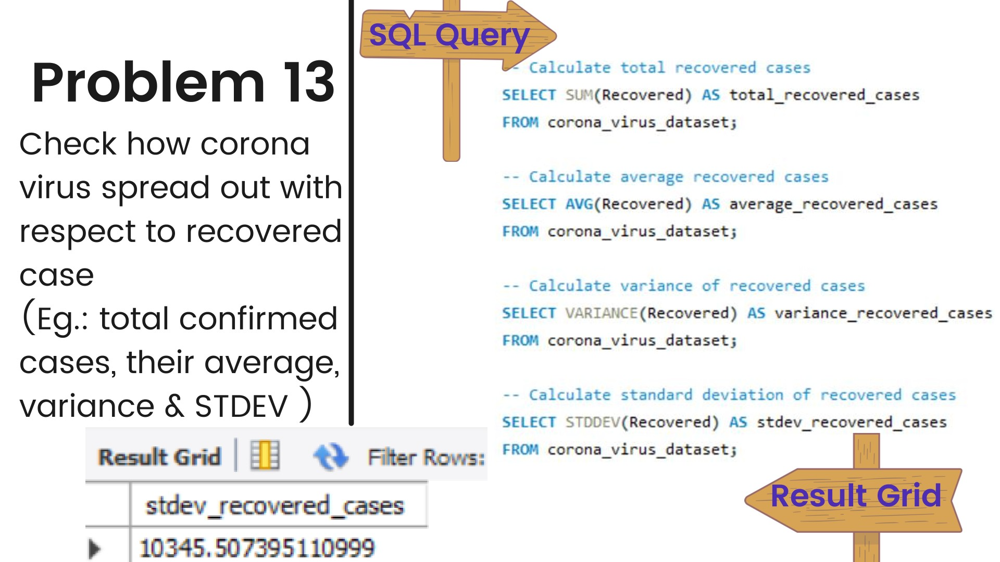 Problem 13
Check how corona
virus spread out with
respect to recovered
case
(Eg.: total confirmed
cases, their average,
variance & STDEV )
SQL Query
-- Calculate total recovered cases
SELECT SUM(Recovered) AS total_recovered_cases
FROM corona_virus_dataset;
-- Calculate average recovered cases
SELECT AVG(Recovered) AS average_recovered_cases
FROM corona_virus_dataset;
-- Calculate variance of recovered cases
SELECT VARIANCE(Recovered) AS variance_recovered_cases
FROM corona_virus_dataset;
-- Calculate standard deviation of recovered cases
SELECT STDDEV(Recovered) AS stdev_recovered_cases
FROM corona_virus_dataset;
Result Grid
Result Grid Filter Rows:
stdev_recovered_cases
10345.507395110999